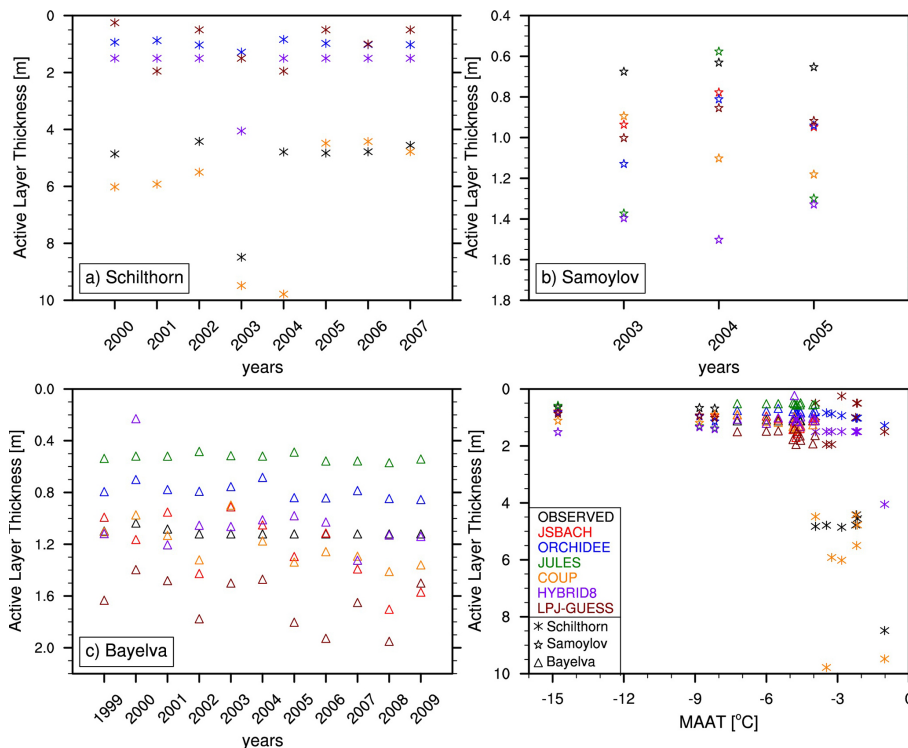 0
2
4
6
8
10
Active Layer Thickness [m]
a) Schilthorn
2000
2001
2002
2003
2004
2005
2006
2007
years
0.4
0.6
0.8
1.0
1.2
1.4
1.6
1.8
Active Layer Thickness [m]
b) Samoylov
2003
2004
2005
years
0.0
0.4
0.8
1.2
1.6
2.0
Active Layer Thickness [m]
c) Bayelva
1999
2000
2001
2002
2003
2004
2005
2006
2007
2008
2009
years
0
2
4
6
8
10
Active Layer Thickness [m]
OBSERVED
JSBACH
ORCHIDEE
JULES
COUP
HYBRID8
LPJ-GUESS
Schilthorn
Samoylov
Bayelva
-15
-12
-9
-6
-3
0
MAAT [°C]